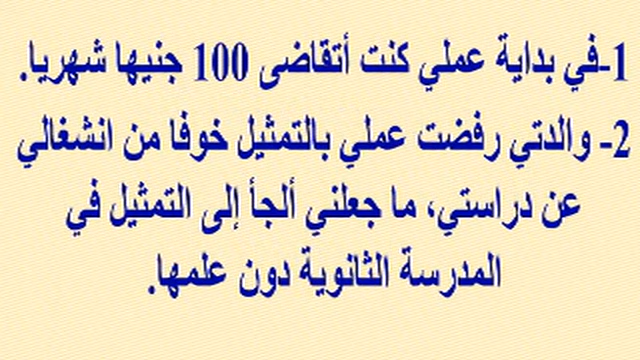 1-في بداية عملي كنت أتقاضى 100 جنيها شهريا.
2- والدتي رفضت عملي بالتمثيل خوفا من انشغالي
عن دراستي، ما جعلني ألجأ إلى التمثيل في
المدرسة الثانوية دون علمها.